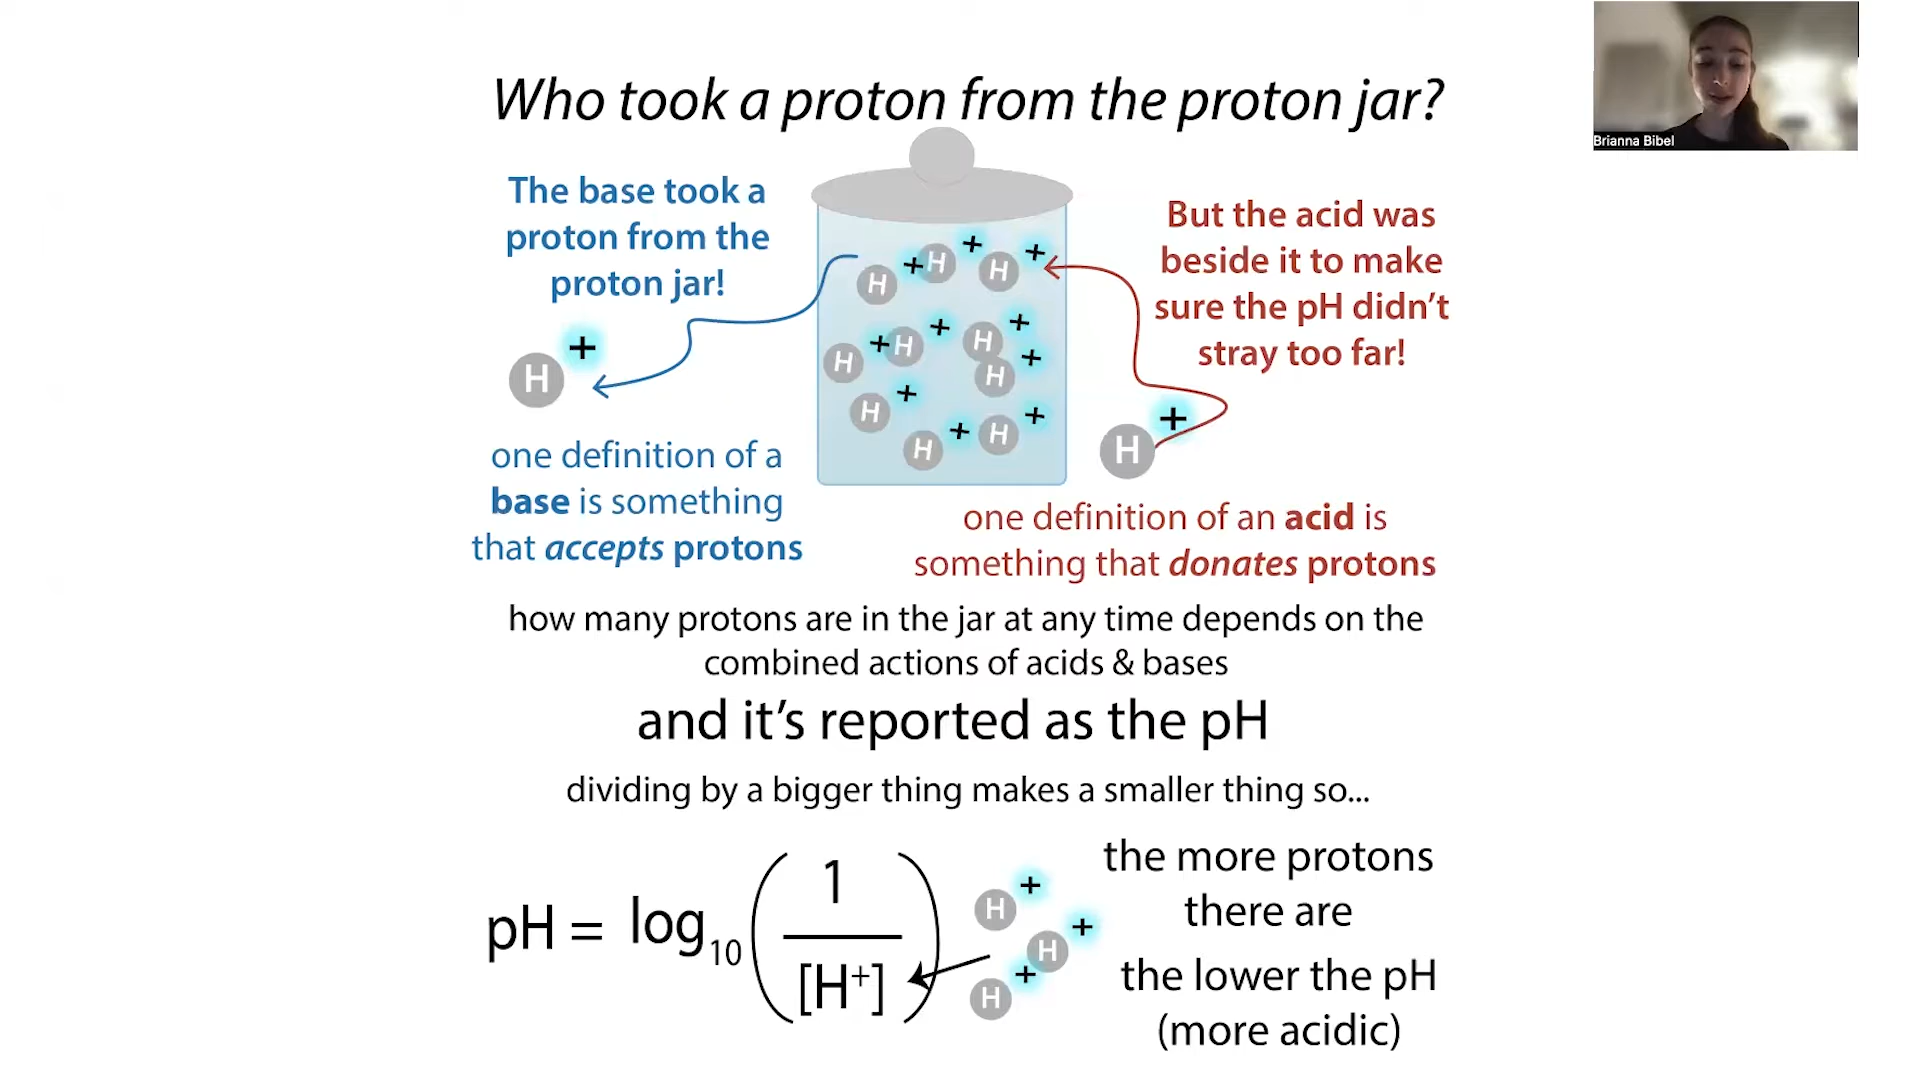 Who took a proton from the proton jar?
Brianna Bibel
The base took a
proton from the
proton jar!
H +
one definition of a
base is something
that accepts protons
H + H + H +
H + H + H +
H +
H +
H + H +
But the acid was
beside it to make
sure the pH didn’t
stray too far!
H +
one definition of an acid is
something that donates protons
how many protons are in the jar at any time depends on the
combined actions of acids & bases
and it’s reported as the pH
dividing by a bigger thing makes a smaller thing so...
pH = log10 ( 1 / [H+] )
H +
H +
H +
the more protons
there are
the lower the pH
(more acidic)